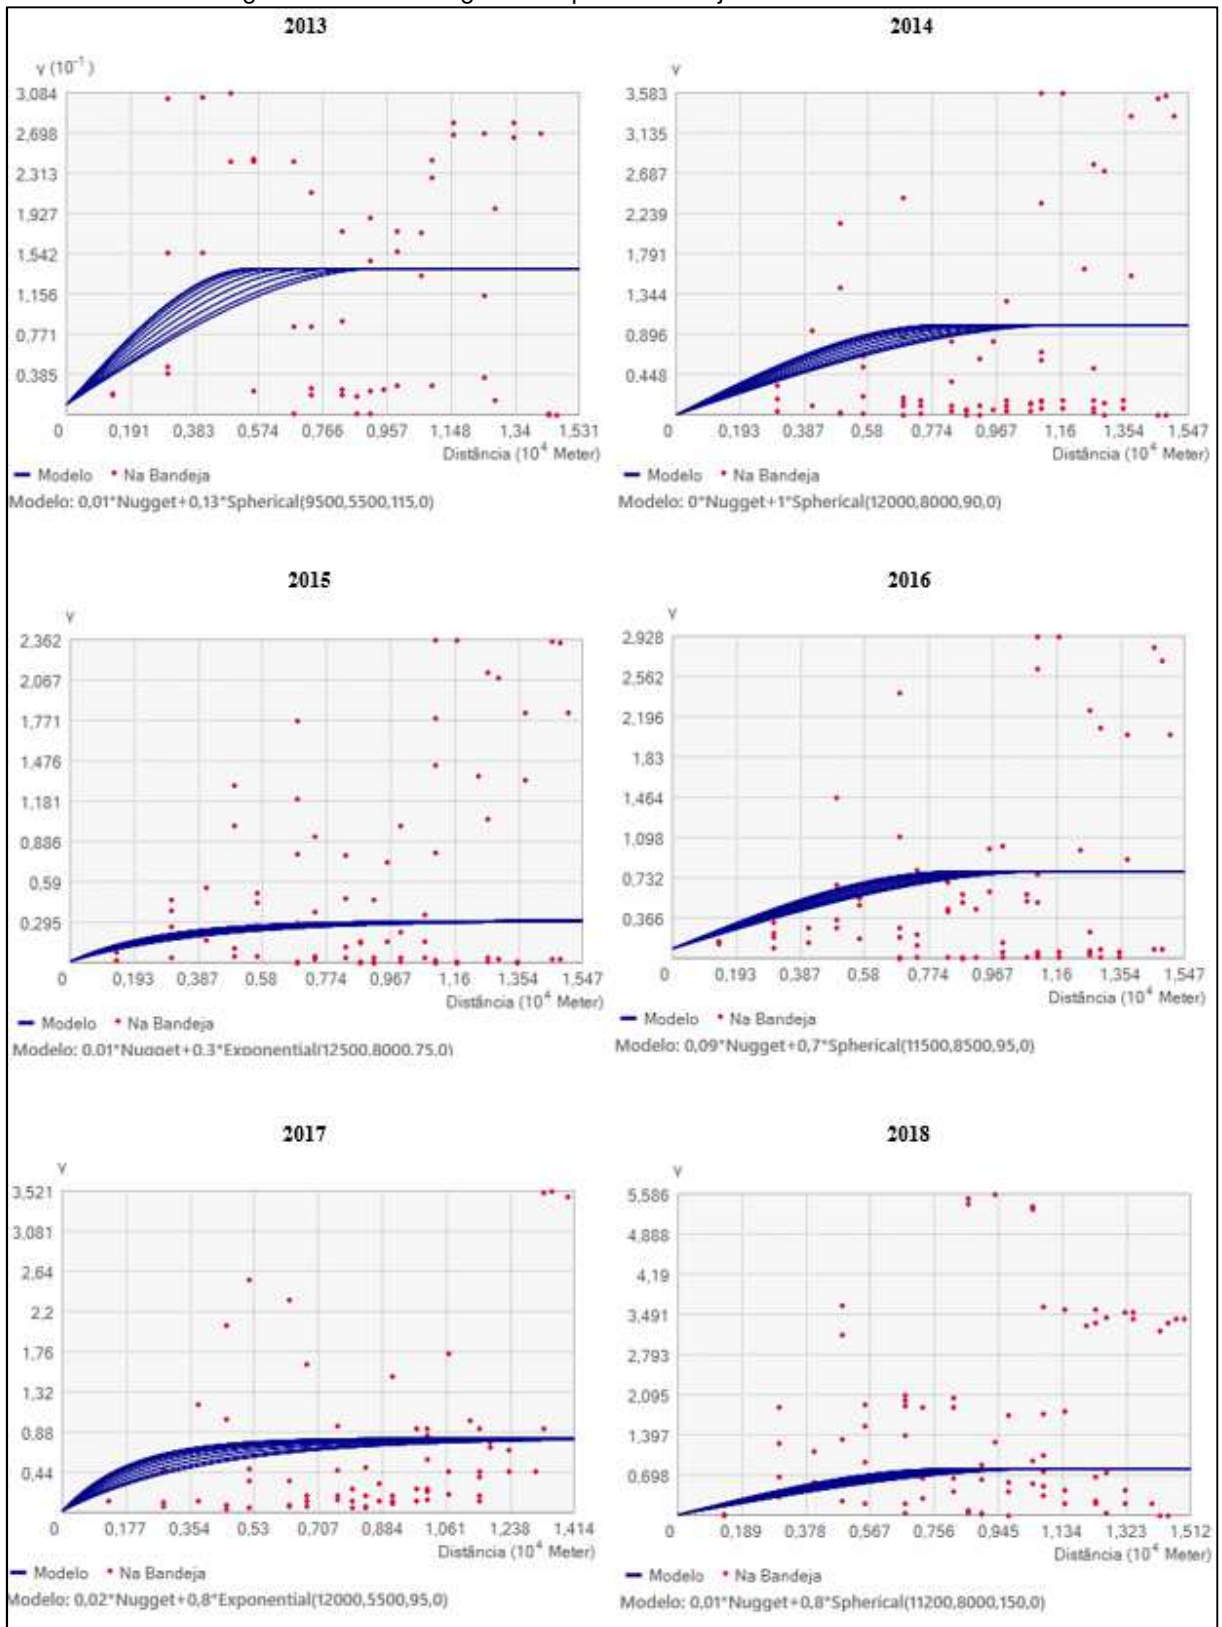 2013
γ (10⁻¹)
3,084
2,698
2,313
1,927
1,542
1,156
0,771
0,385
0 0,191 0,383 0,574 0,766 0,957 1,148 1,34 1,531
Distância (10⁴ Meter)
Modelo Na Bandeja
Modelo: 0,01*Nugget+0,13*Spherical(9500,5500,115,0)
2014
γ
3,583
3,135
2,687
2,239
1,791
1,344
0,896
0,448
0 0,193 0,387 0,58 0,774 0,967 1,16 1,354 1,547
Distância (10⁴ Meter)
Modelo Na Bandeja
Modelo: 0*Nugget+1*Spherical(12000,8000,90,0)
2015
γ
2,362
2,067
1,771
1,476
1,181
0,886
0,59
0,295
0 0,193 0,387 0,58 0,774 0,967 1,16 1,354 1,547
Distância (10⁴ Meter)
Modelo Na Bandeja
Modelo: 0,01*Nugget+0,3*Exponential(12500,8000,75,0)
2016
γ
2,928
2,562
2,196
1,83
1,464
1,098
0,732
0,366
0 0,193 0,387 0,58 0,774 0,967 1,16 1,354 1,547
Distância (10⁴ Meter)
Modelo Na Bandeja
Modelo: 0,09*Nugget+0,7*Spherical(11500,8500,95,0)
2017
γ
3,521
3,081
2,64
2,2
1,76
1,32
0,88
0,44
0 0,177 0,354 0,53 0,707 0,884 1,061 1,238 1,414
Distância (10⁴ Meter)
Modelo Na Bandeja
Modelo: 0,02*Nugget+0,8*Exponential(12000,5500,95,0)
2018
γ
5,586
4,888
4,19
3,491
2,793
2,095
1,397
0,698
0 0,189 0,378 0,567 0,756 0,945 1,134 1,323 1,512
Distância (10⁴ Meter)
Modelo Na Bandeja
Modelo: 0,01*Nugget+0,8*Spherical(11200,8000,150,0)